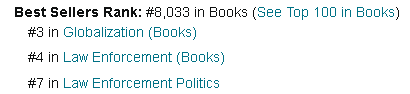 Best Sellers Rank: #8,033 in Books (See Top 100 in Books)
#3 in Globalization (Books)
#4 in Law Enforcement (Books)
#7 in Law Enforcement Politics